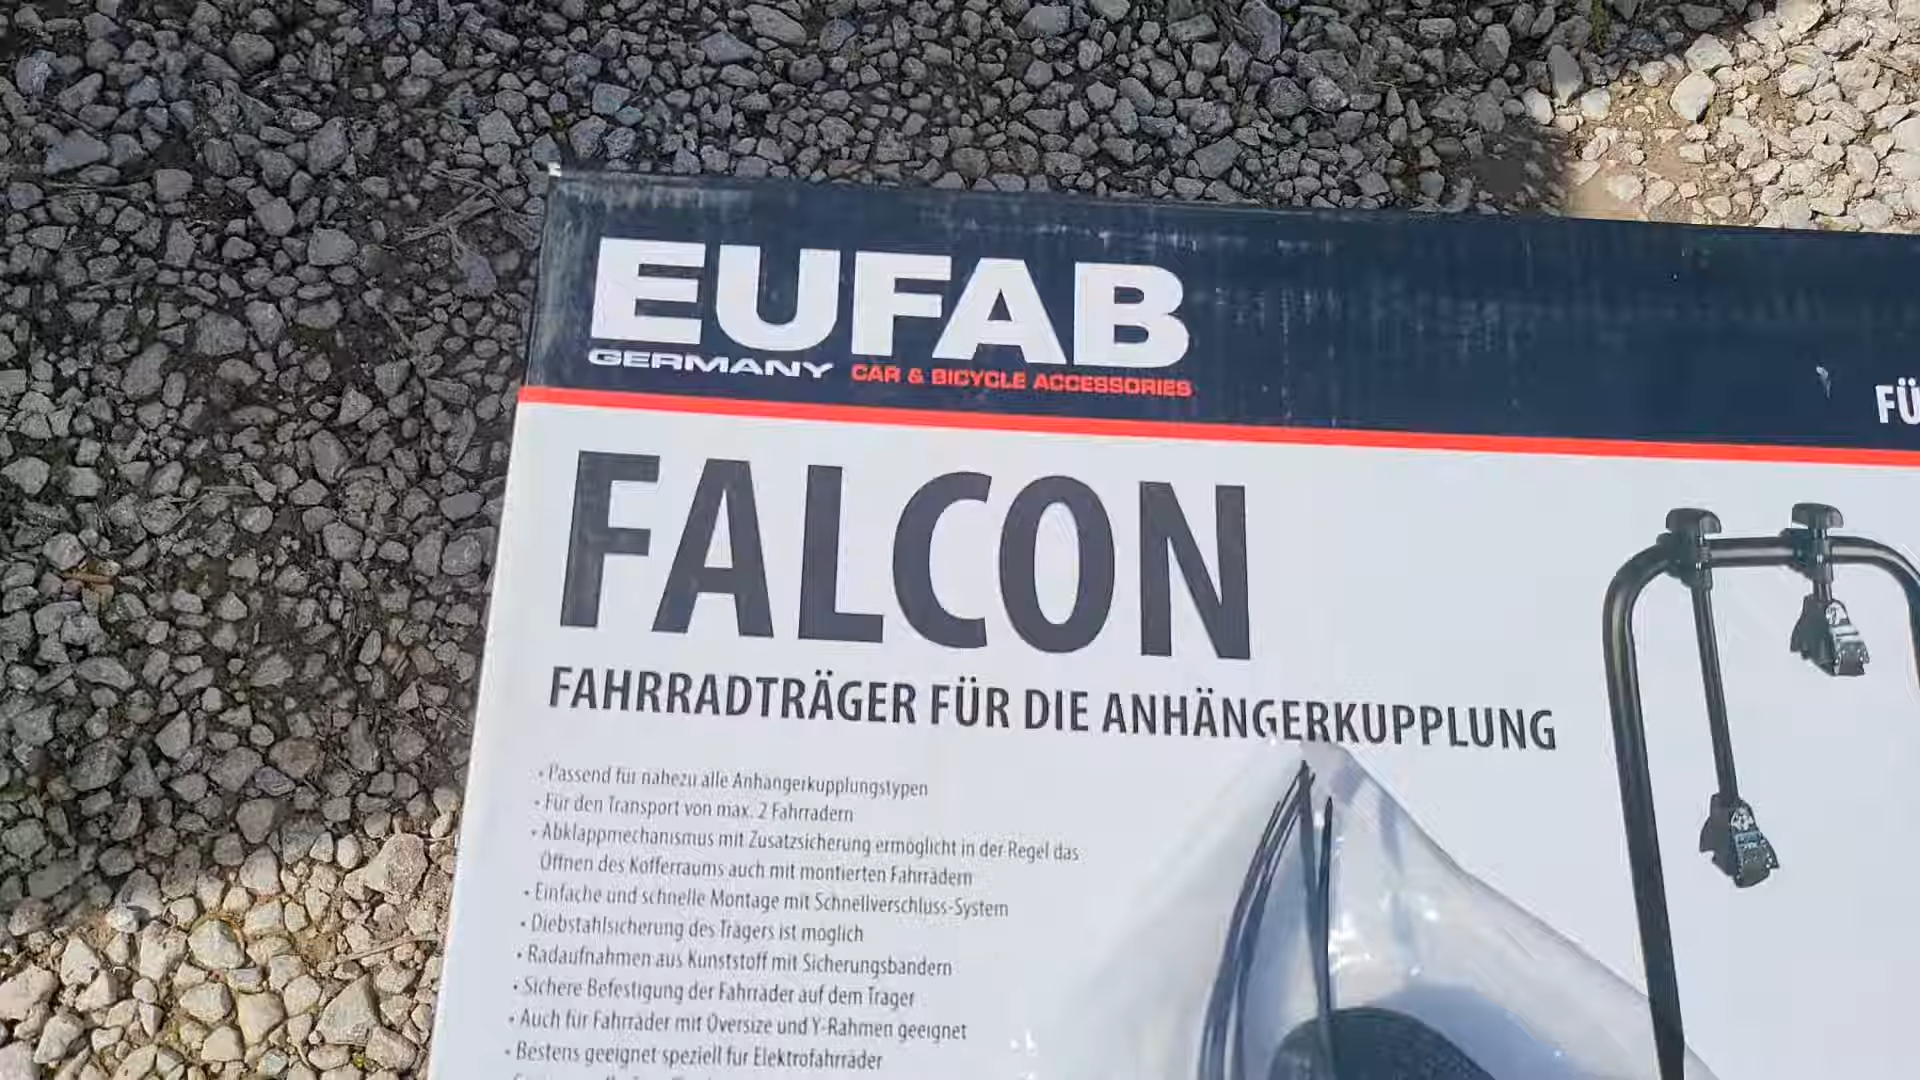 EUFAB
GERMANY CAR & BICYCLE ACCESSORIES
FÜ
FALCON
FAHRRADTRÄGER FÜR DIE ANHÄNGERKUPPLUNG
• Passend für nahezu alle Anhängerkupplungstypen
• Für den Transport von max. 2 Fahrrädern
• Abklappmechanismus mit Zusatzsicherung ermöglicht in der Regel das
Öffnen des Kofferraums auch mit montierten Fahrrädern
• Einfache und schnelle Montage mit Schnellverschluss-System
• Diebstahlsicherung des Trägers ist möglich
• Radaufnahmen aus Kunststoff mit Sicherungsbändern
• Sichere Befestigung der Fahrräder auf dem Träger
• Auch für Fahrräder mit Oversize und Y-Rahmen geeignet
• Bestens geeignet speziell für Elektrofahrräder